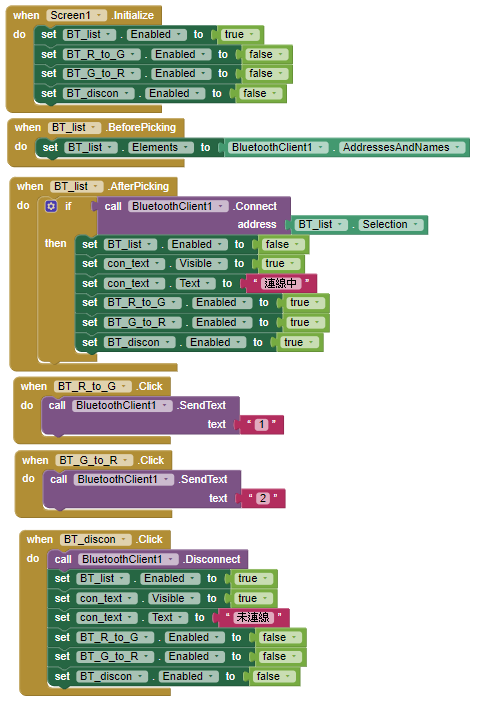 when Screen1 .Initialize
do set BT_list . Enabled to true
set BT_R_to_G . Enabled to false
set BT_G_to_R . Enabled to false
set BT_discon . Enabled to false
when BT_list .BeforePicking
do set BT_list . Elements to BluetoothClient1 . AddressesAndNames
when BT_list .AfterPicking
do if call BluetoothClient1 .Connect
address BT_list . Selection
then set BT_list . Enabled to false
set con_text . Visible to true
set con_text . Text to “ 連線中 ”
set BT_R_to_G . Enabled to true
set BT_G_to_R . Enabled to true
set BT_discon . Enabled to true
when BT_R_to_G .Click
do call BluetoothClient1 .SendText
text “ 1 ”
when BT_G_to_R .Click
do call BluetoothClient1 .SendText
text “ 2 ”
when BT_discon .Click
do call BluetoothClient1 .Disconnect
set BT_list . Enabled to true
set con_text . Visible to true
set con_text . Text to “ 未連線 ”
set BT_R_to_G . Enabled to false
set BT_G_to_R . Enabled to false
set BT_discon . Enabled to false